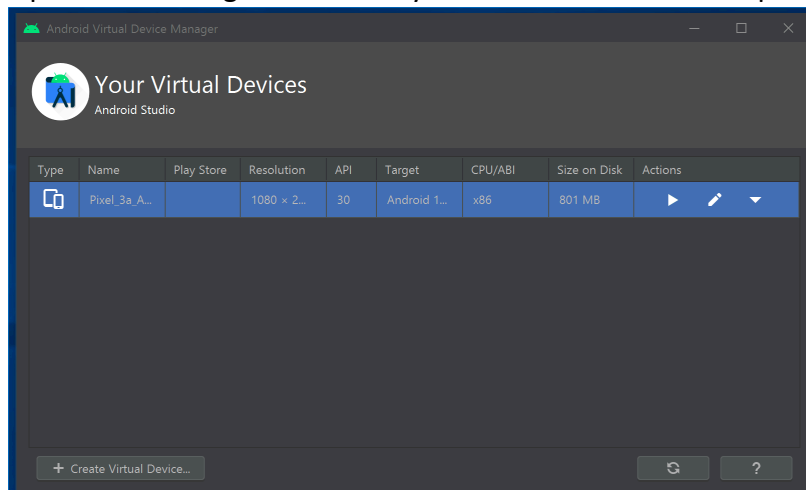 Android Virtual Device Manager
Your Virtual Devices
Android Studio
Type Name Play Store Resolution API Target CPU/ABI Size on Disk Actions
Pixel_3a_A... 1080 × 2... 30 Android 1... x86 801 MB
+ Create Virtual Device...
?